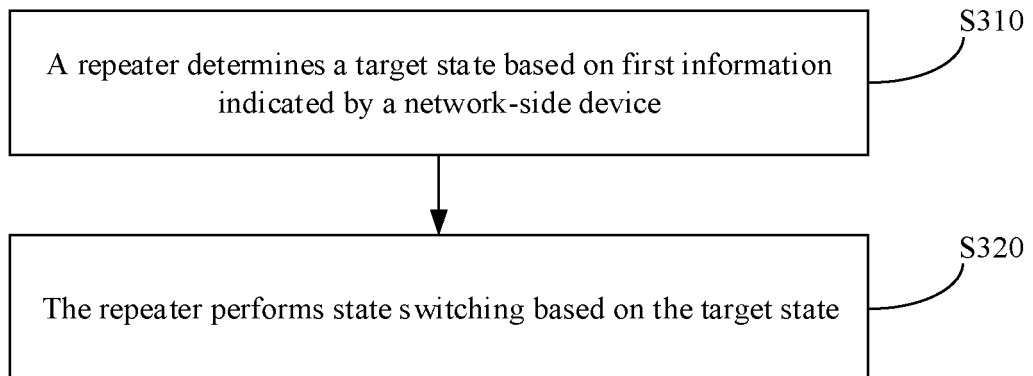 S310
A repeater determines a target state based on first information
indicated by a network-side device
S320
The repeater performs state switching based on the target state